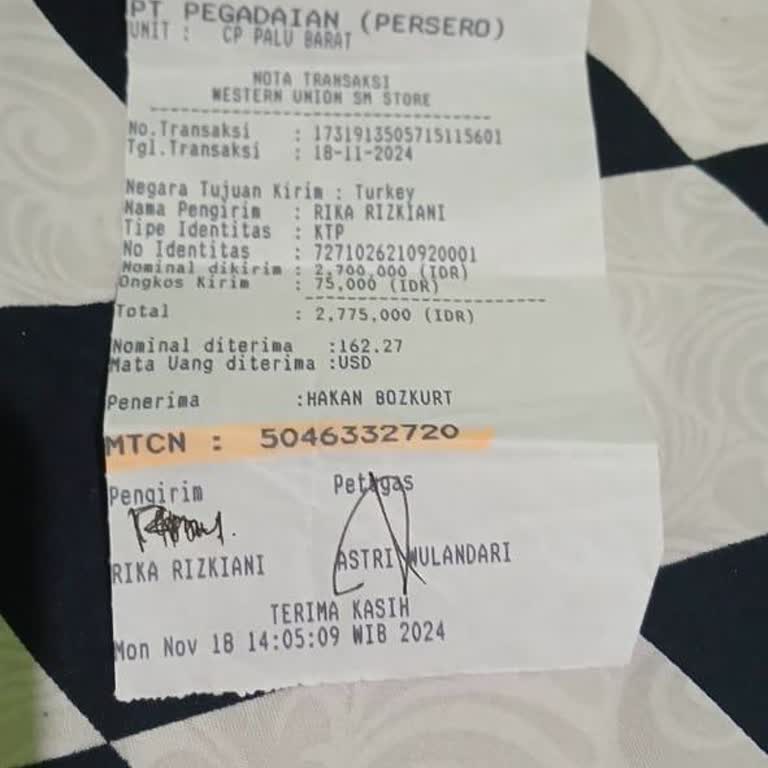 PT PEGADAIAN (PERSERO)
UNIT : CP PALU BARAT
NOTA TRANSAKSI
WESTERN UNION SM STORE
No.Transaksi : 1731913505715115601
Tgl.Transaksi : 18-11-2024
Negara Tujuan Kirim : Turkey
Nama Pengirim : RIKA RIZKIANI
Tipe Identitas : KTP
No Identitas : 7271026210920001
Nominal dikirim : 2,700,000 (IDR)
Ongkos Kirim : 75,000 (IDR)
Total : 2,775,000 (IDR)
Nominal diterima :162.27
Mata Uang diterima :USD
Penerima :HAKAN BOZKURT
MTCN : 5046332720
Pengirim Petugas
RIKA RIZKIANI ASTRI WULANDARI
TERIMA KASIH
Mon Nov 18 14:05:09 WIB 2024